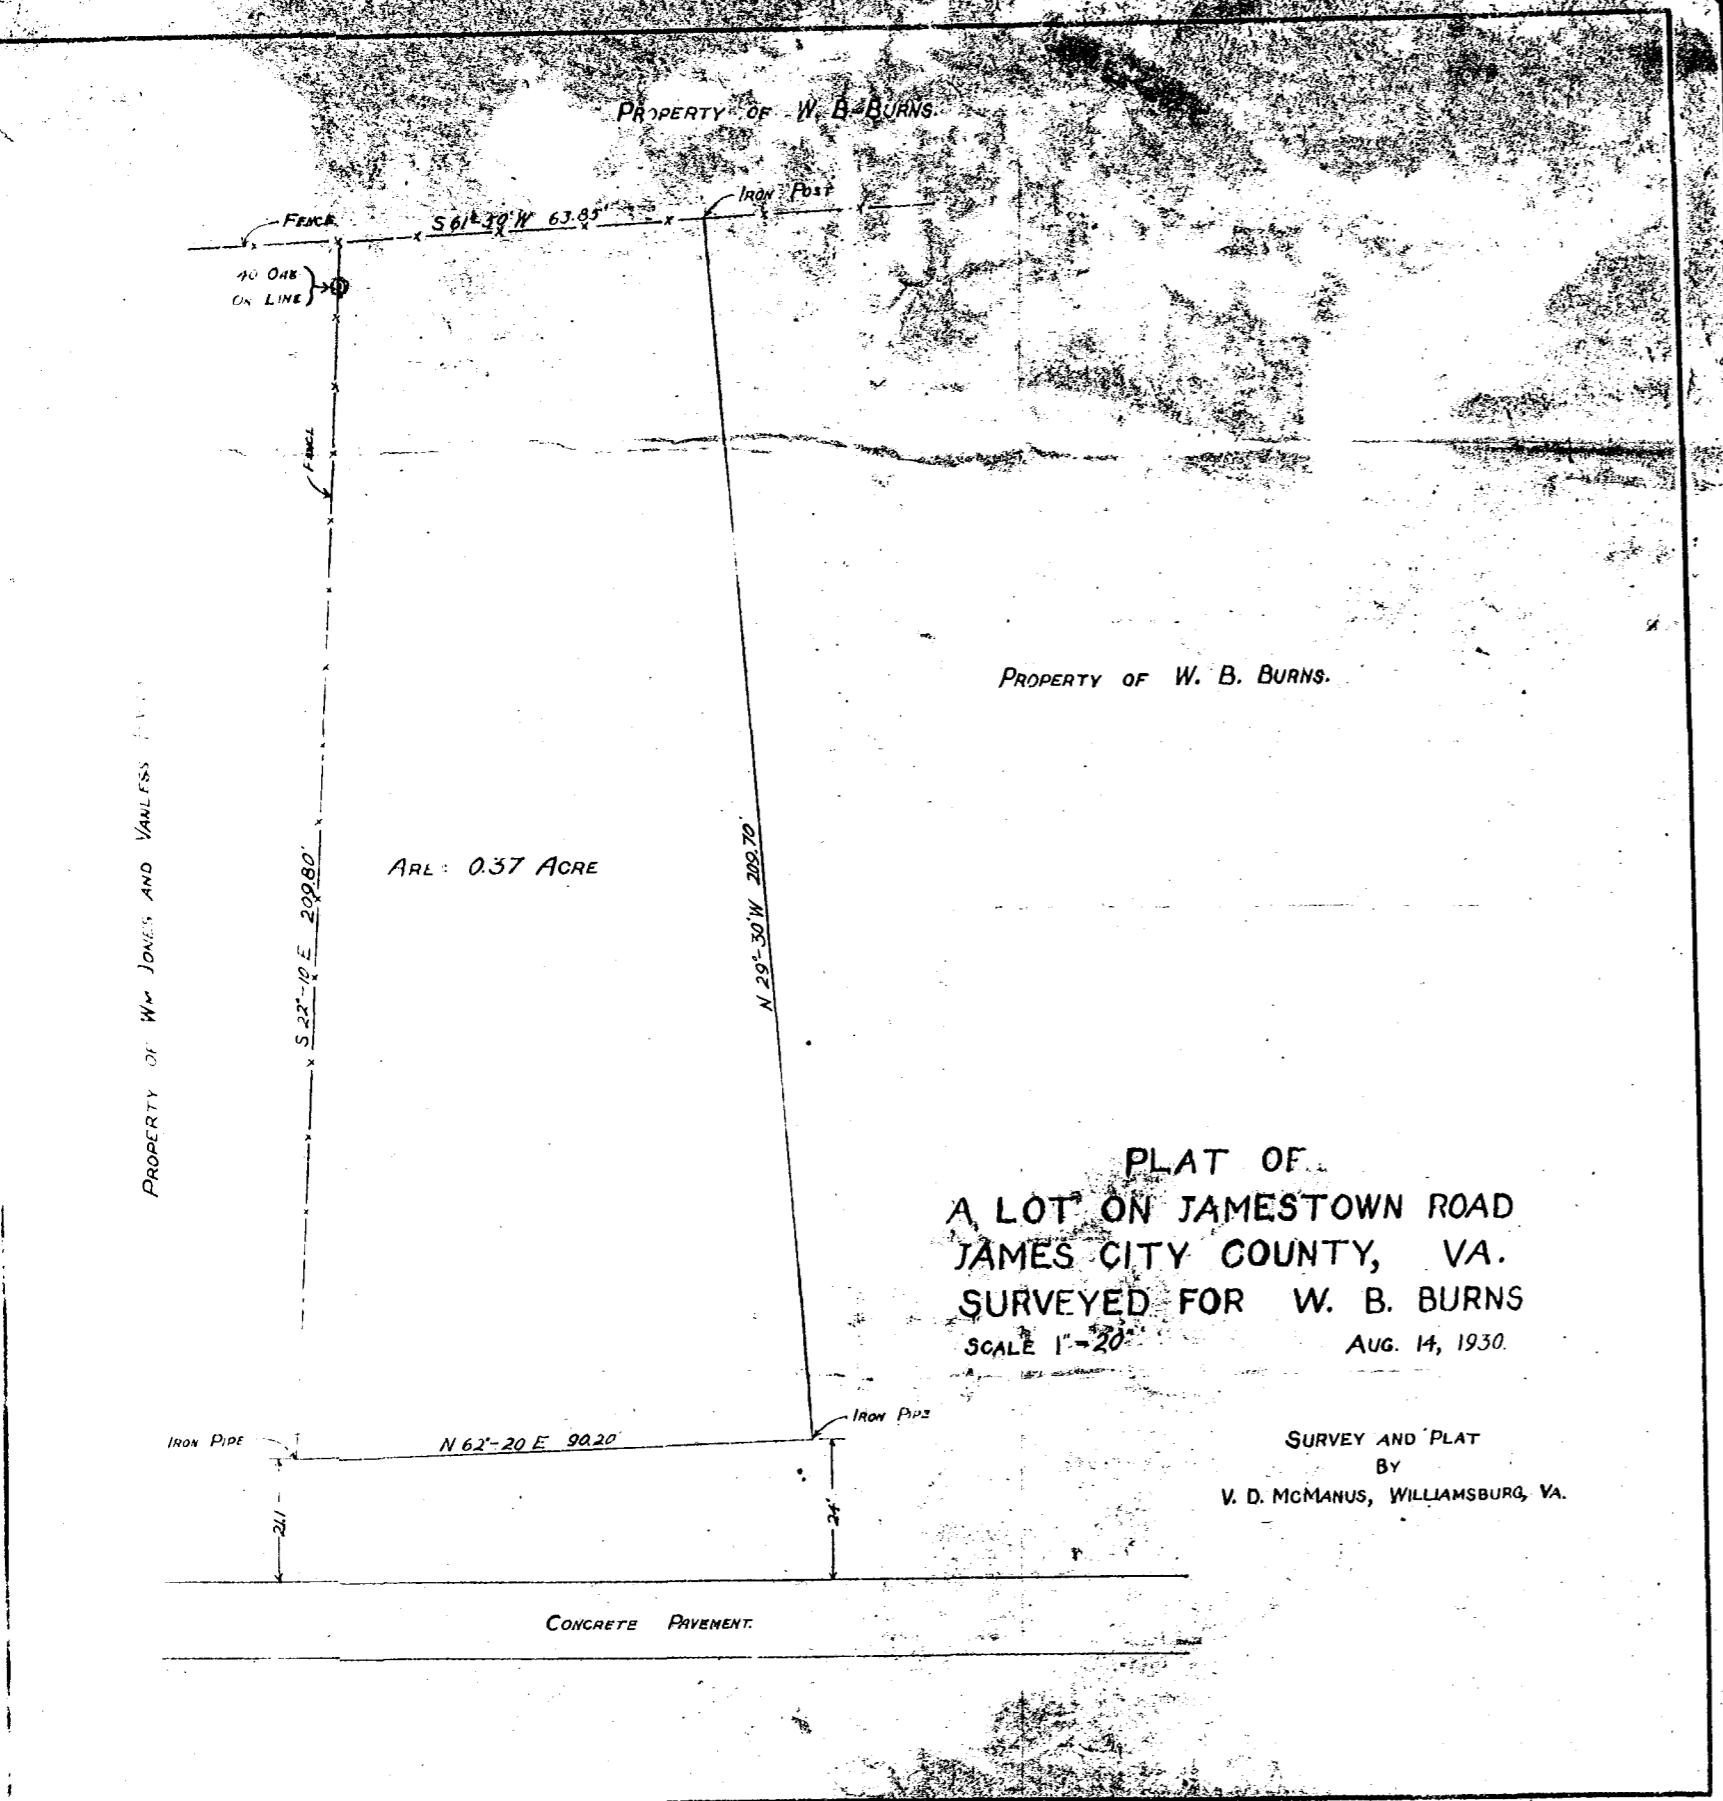 PROPERTY OF W. B. BURNS.
IRON POST
FENCE
S 61°-50' W 63.85'
40 OAK
ON LINE
FENCE
PROPERTY OF W. B. BURNS.
PROPERTY OF WM JONES AND VANLESS
S 22°-10 E 209.80'
AREA: 0.37 ACRE
N 29°-30' W 209.70'
PLAT OF
A LOT ON JAMESTOWN ROAD
JAMES CITY COUNTY, VA.
SURVEYED FOR W. B. BURNS
SCALE 1"=20' AUG. 14, 1930.
IRON PIPE
IRON PIPE
N 62°-20 E 90.20'
SURVEY AND PLAT
BY
V. D. MCMANUS, WILLIAMSBURG, VA.
21.1
24'
CONCRETE PAVEMENT.